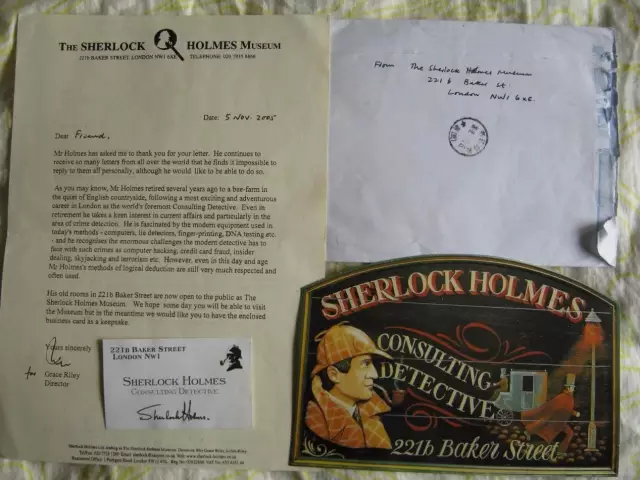 THE SHERLOCK HOLMES MUSEUM
221b BAKER STREET, LONDON NW1 6XE TELEPHONE: 020 7935 8866
Date: 5 Nov. 2005
Dear Friend,
Mr Holmes has asked me to thank you for your letter. He continues to
receive so many letters from all over the world that he finds it impossible to
reply to them all personally, although he would like to be able to do so.
As you may know, Mr Holmes retired several years ago to a bee-farm in
the quiet of English countryside, following a most exciting and adventurous
career in London as the world's foremost Consulting Detective. Even in
retirement he takes a keen interest in current affairs and particularly in the
area of crime detection. He is fascinated by the modern equipment used in
today's methods - computers, lie detectors, finger-printing, DNA testing etc.
- and he recognises the enormous challenges the modern detective has to
face with such crimes as computer hacking, credit card fraud, insider
dealing, skyjacking and terrorism etc. However, even in this day and age
Mr Holmes's methods of logical deduction are still very much respected and
often used.
His old rooms in 221b Baker Street are now open to the public as The
Sherlock Holmes Museum. We hope some day you will be able to visit
the Museum but in the meantime we would like you to have the enclosed
business card as a keepsake.
Yours sincerely
for Grace Riley
Director
221B BAKER STREET
LONDON NW1
SHERLOCK HOLMES
CONSULTING DETECTIVE
Sherlock Holmes.
From The Sherlock Holmes Museum
221 b Baker St.
London NW1 6XE.
SHERLOCK HOLMES
CONSULTING
DETECTIVE
221b Baker Street